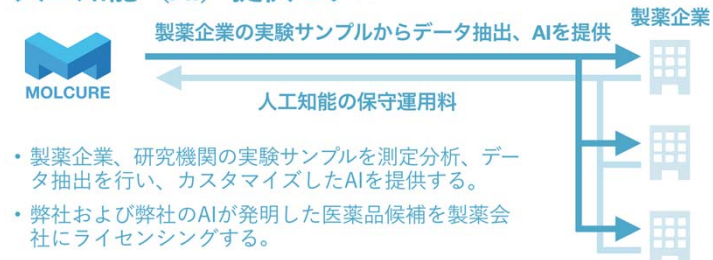 製薬企業
製薬企業の実験サンプルからデータ抽出、AIを提供
MOLCURE
人工知能の保守運用料
・製薬企業、研究機関の実験サンプルを測定分析、デー
タ抽出を行い、カスタマイズしたAIを提供する。
・弊社および弊社のAIが発明した医薬品候補を製薬会
社にライセンシングする。